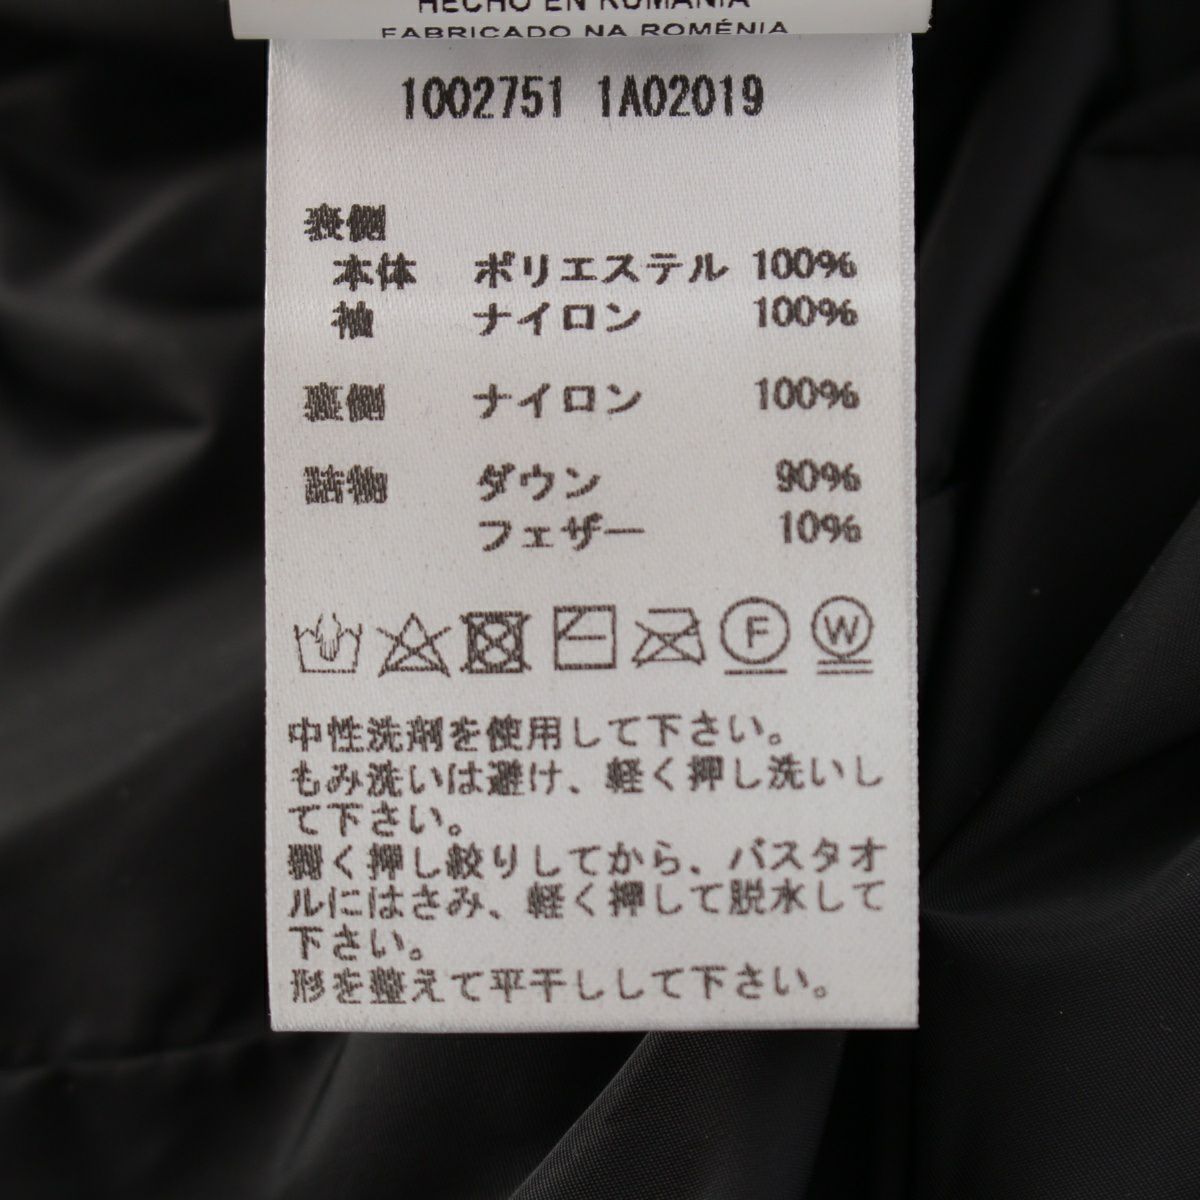 HECHO EN RUMANIA
FABRICADO NA ROMÉNIA
1002751 1A02019
表側
本体 ポリエステル 100%
袖 ナイロン 100%
裏側 ナイロン 100%
詰物 ダウン 90%
フェザー 10%
F W
中性洗剤を使用して下さい。
もみ洗いは避け、軽く押し洗いし
て下さい。
軽く押し絞りしてから、バスタオ
ルにはさみ、軽く押して脱水して
下さい。
形を整えて平干しして下さい。